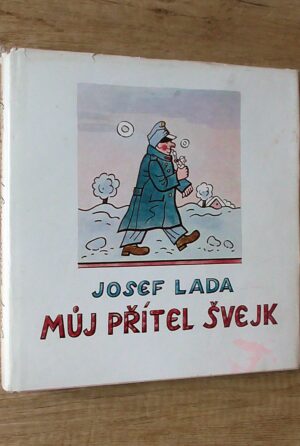 JOSEF LADA
MŮJ PŘÍTEL ŠVEJK